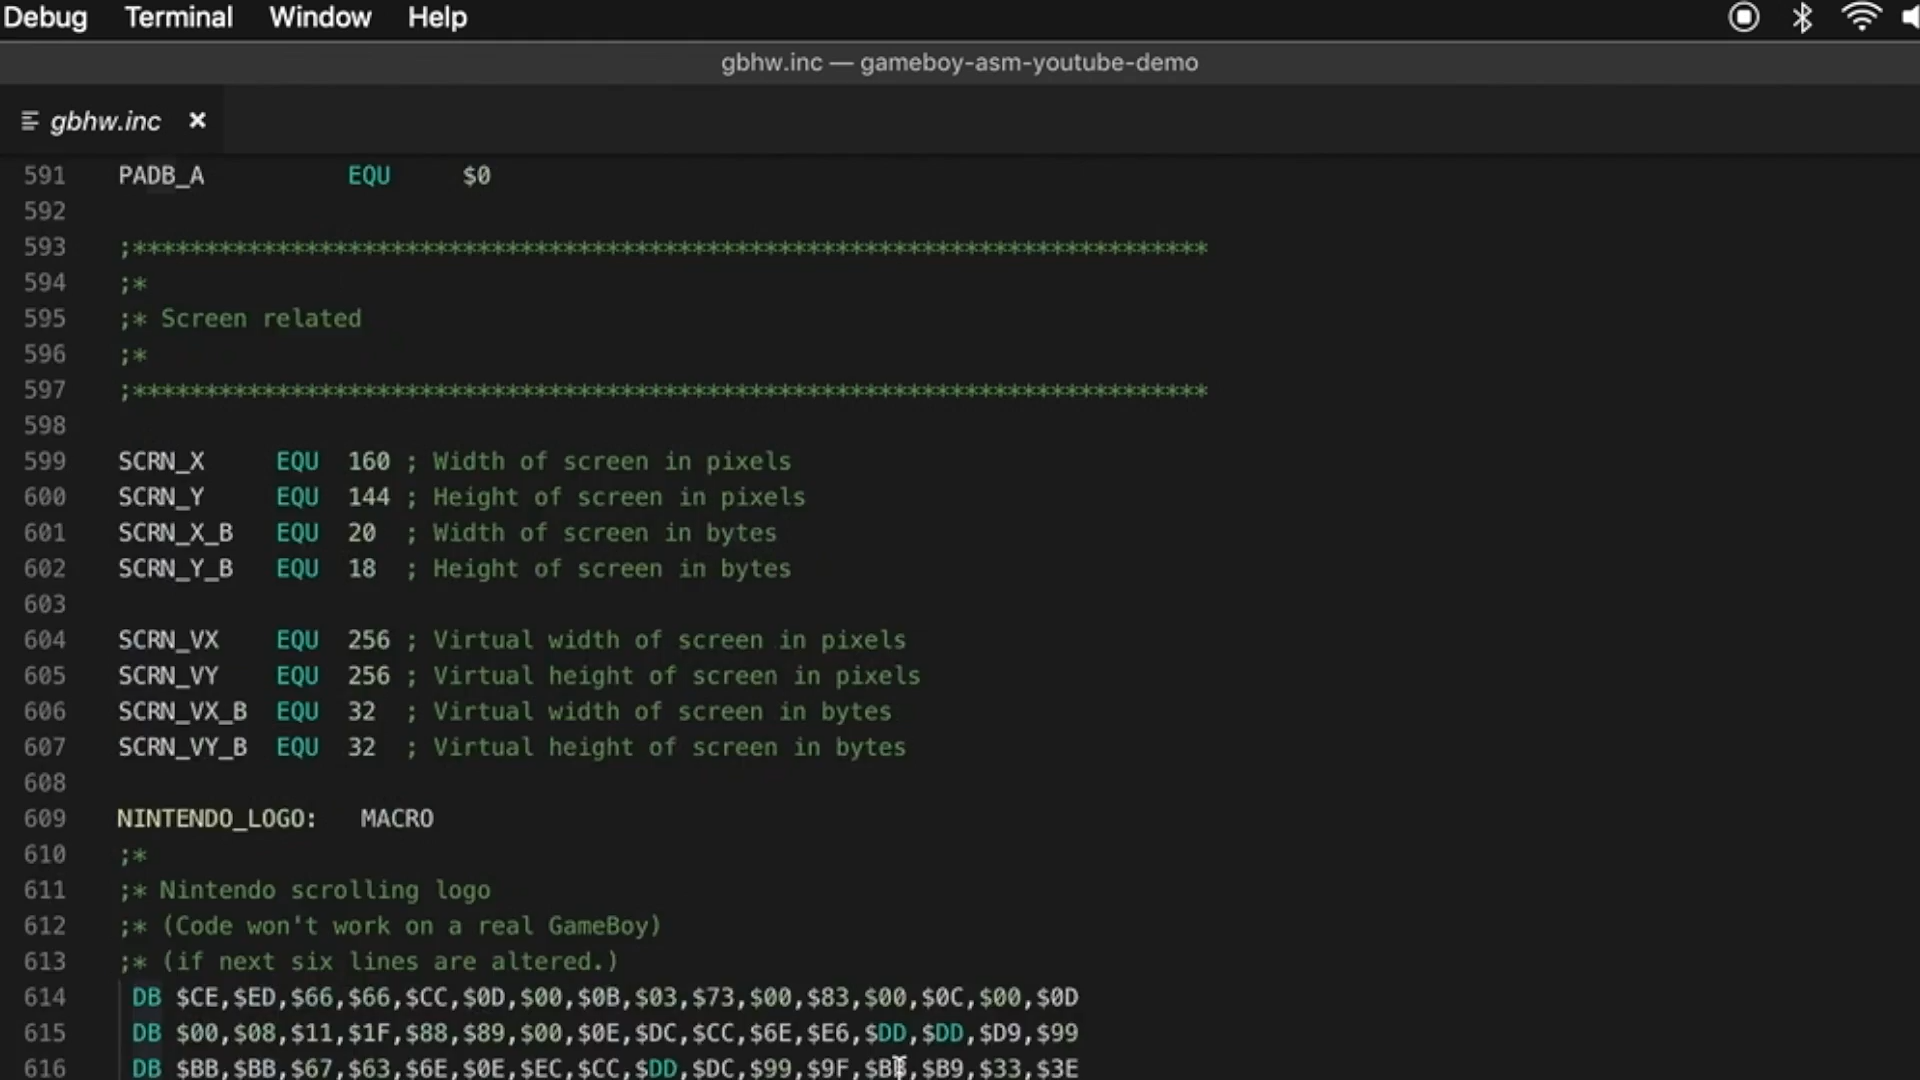 Debug Terminal Window Help
gbhw.inc — gameboy-asm-youtube-demo
gbhw.inc ×
591 PADB_A EQU $0
592
593 ;***************************************************************************
594 ;*
595 ;* Screen related
596 ;*
597 ;***************************************************************************
598
599 SCRN_X EQU 160 ; Width of screen in pixels
600 SCRN_Y EQU 144 ; Height of screen in pixels
601 SCRN_X_B EQU 20 ; Width of screen in bytes
602 SCRN_Y_B EQU 18 ; Height of screen in bytes
603
604 SCRN_VX EQU 256 ; Virtual width of screen in pixels
605 SCRN_VY EQU 256 ; Virtual height of screen in pixels
606 SCRN_VX_B EQU 32 ; Virtual width of screen in bytes
607 SCRN_VY_B EQU 32 ; Virtual height of screen in bytes
608
609 NINTENDO_LOGO: MACRO
610 ;*
611 ;* Nintendo scrolling logo
612 ;* (Code won't work on a real GameBoy)
613 ;* (if next six lines are altered.)
614 DB $CE,$ED,$66,$66,$CC,$0D,$00,$0B,$03,$73,$00,$83,$00,$0C,$00,$0D
615 DB $00,$08,$11,$1F,$88,$89,$00,$0E,$DC,$CC,$6E,$E6,$DD,$DD,$D9,$99
616 DB $BB,$BB,$67,$63,$6E,$0E,$EC,$CC,$DD,$DC,$99,$9F,$BB,$B9,$33,$3E